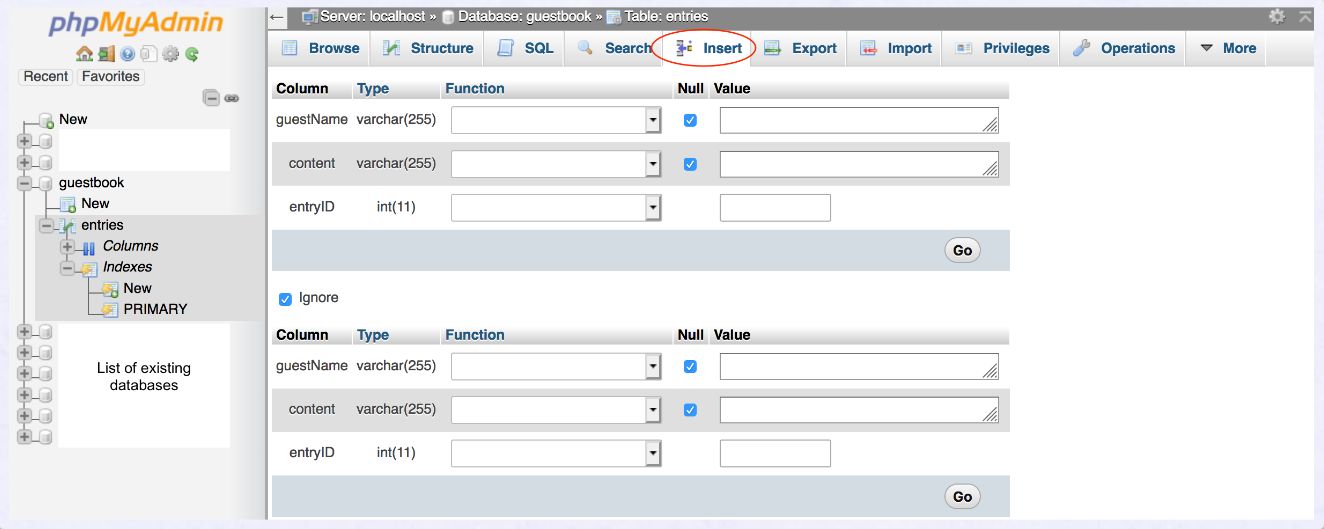 phpMyAdmin
Recent Favorites
New
guestbook
New
entries
Columns
Indexes
New
PRIMARY
List of existing
databases
Server: localhost » Database: guestbook » Table: entries
Browse Structure SQL Search Insert Export Import Privileges Operations More
Column Type Function Null Value
guestName varchar(255)
content varchar(255)
entryID int(11)
Go
Ignore
Column Type Function Null Value
guestName varchar(255)
content varchar(255)
entryID int(11)
Go